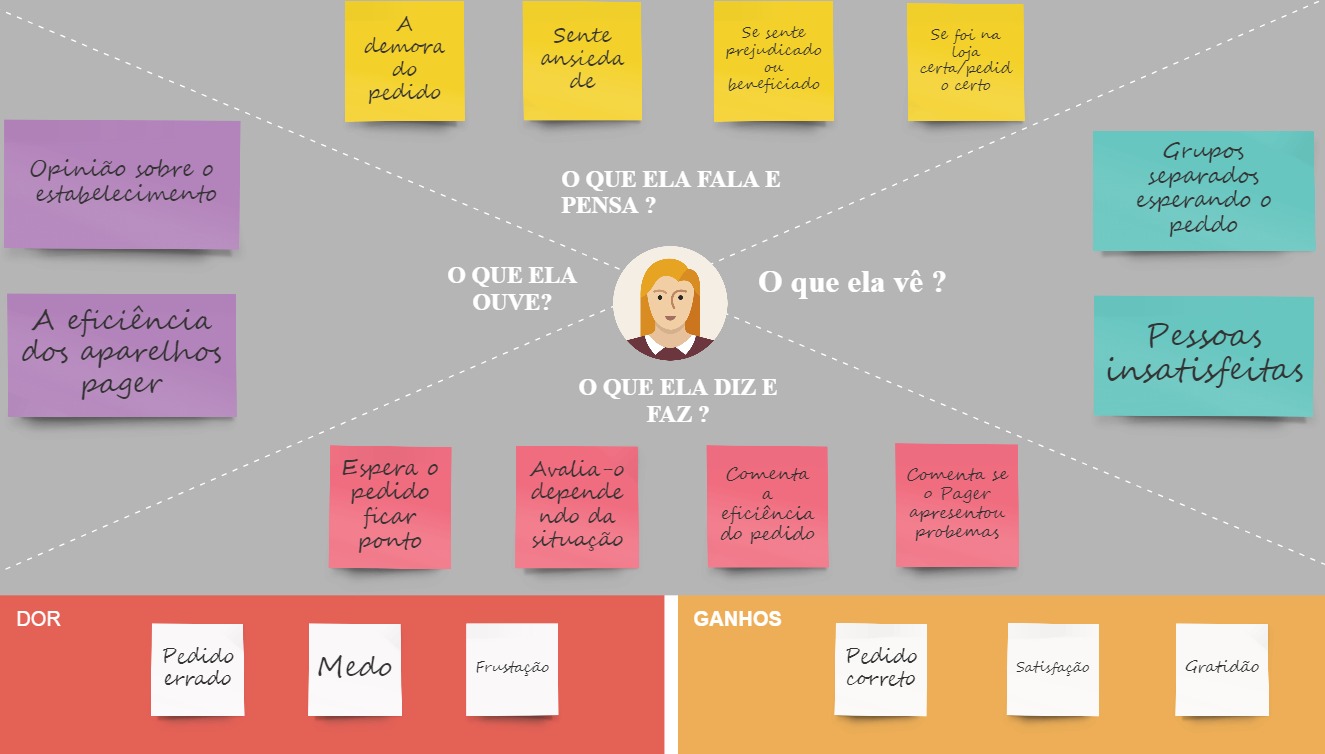 A
demora
do
pedido
Sente
ansieda
de
Se sente
prejudicado
ou
beneficiado
Se foi na
loja
certa/pedid
o certo
Opinião sobre o
estabelecimento
A eficiência
dos aparelhos
pager
O QUE ELA FALA E
PENSA ?
O QUE ELA
OUVE?
O que ela vê ?
O QUE ELA DIZ E
FAZ ?
Grupos
separados
esperando o
peddo
Pessoas
insatisfeitas
Espera o
pedido
ficar
ponto
Avalia-o
depende
ndo da
situação
Comenta
a
eficiência
do pedido
Comenta se
o Pager
apresentou
probemas
DOR
Pedido
errado
Medo
Frustação
GANHOS
Pedido
correto
Satisfação
Gratidão